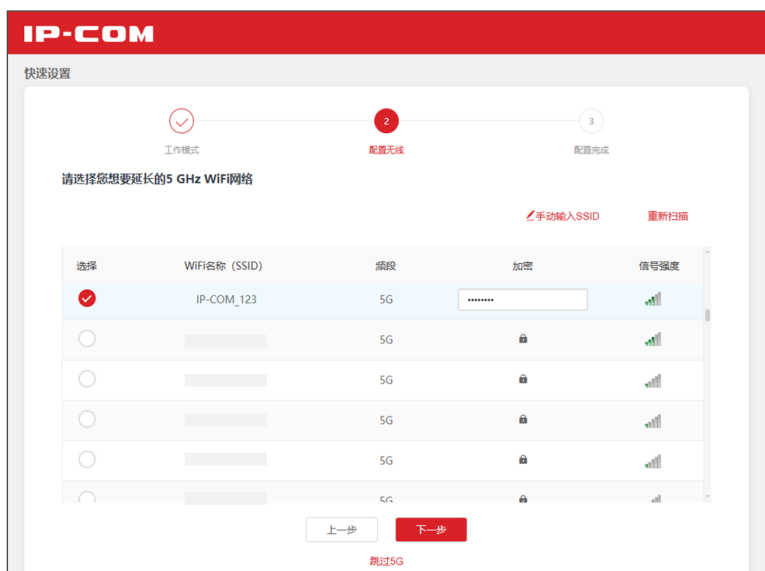 IP-COM
快速设置
2
3
工作模式
配置无线
配置完成
请选择您想要延长的5 GHz WiFi网络
手动输入SSID
重新扫描
选择 WiFi名称（SSID） 频段 加密 信号强度
IP-COM_123 5G ••••••••
5G
5G
5G
5G
5G
上一步
下一步
跳过5G